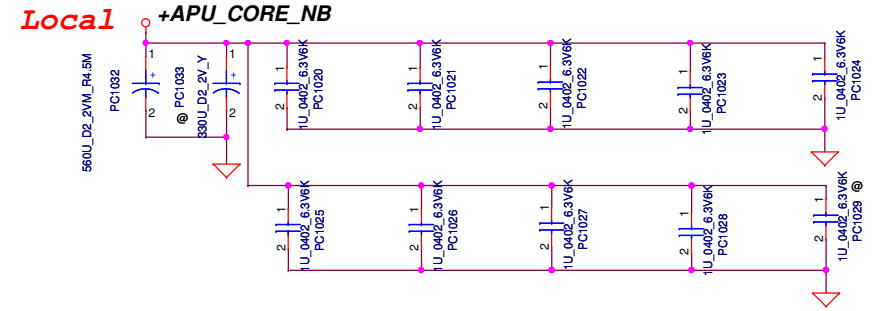 Local
+APU_CORE_NB
560U_D2_2VM_R4.5M
PC1032
1
+
2
@ PC1033
330U_D2_2V_Y
1
+
2
1
2
1U_0402_6.3V6K
PC1020
1
2
1U_0402_6.3V6K
PC1021
1
2
1U_0402_6.3V6K
PC1022
1
2
1U_0402_6.3V6K
PC1023
1
2
1U_0402_6.3V6K
PC1024
1
2
1U_0402_6.3V6K
PC1025
1
2
1U_0402_6.3V6K
PC1026
1
2
1U_0402_6.3V6K
PC1027
1
2
1U_0402_6.3V6K
PC1028
1
2
1U_0402_6.3V6K
PC1029 @